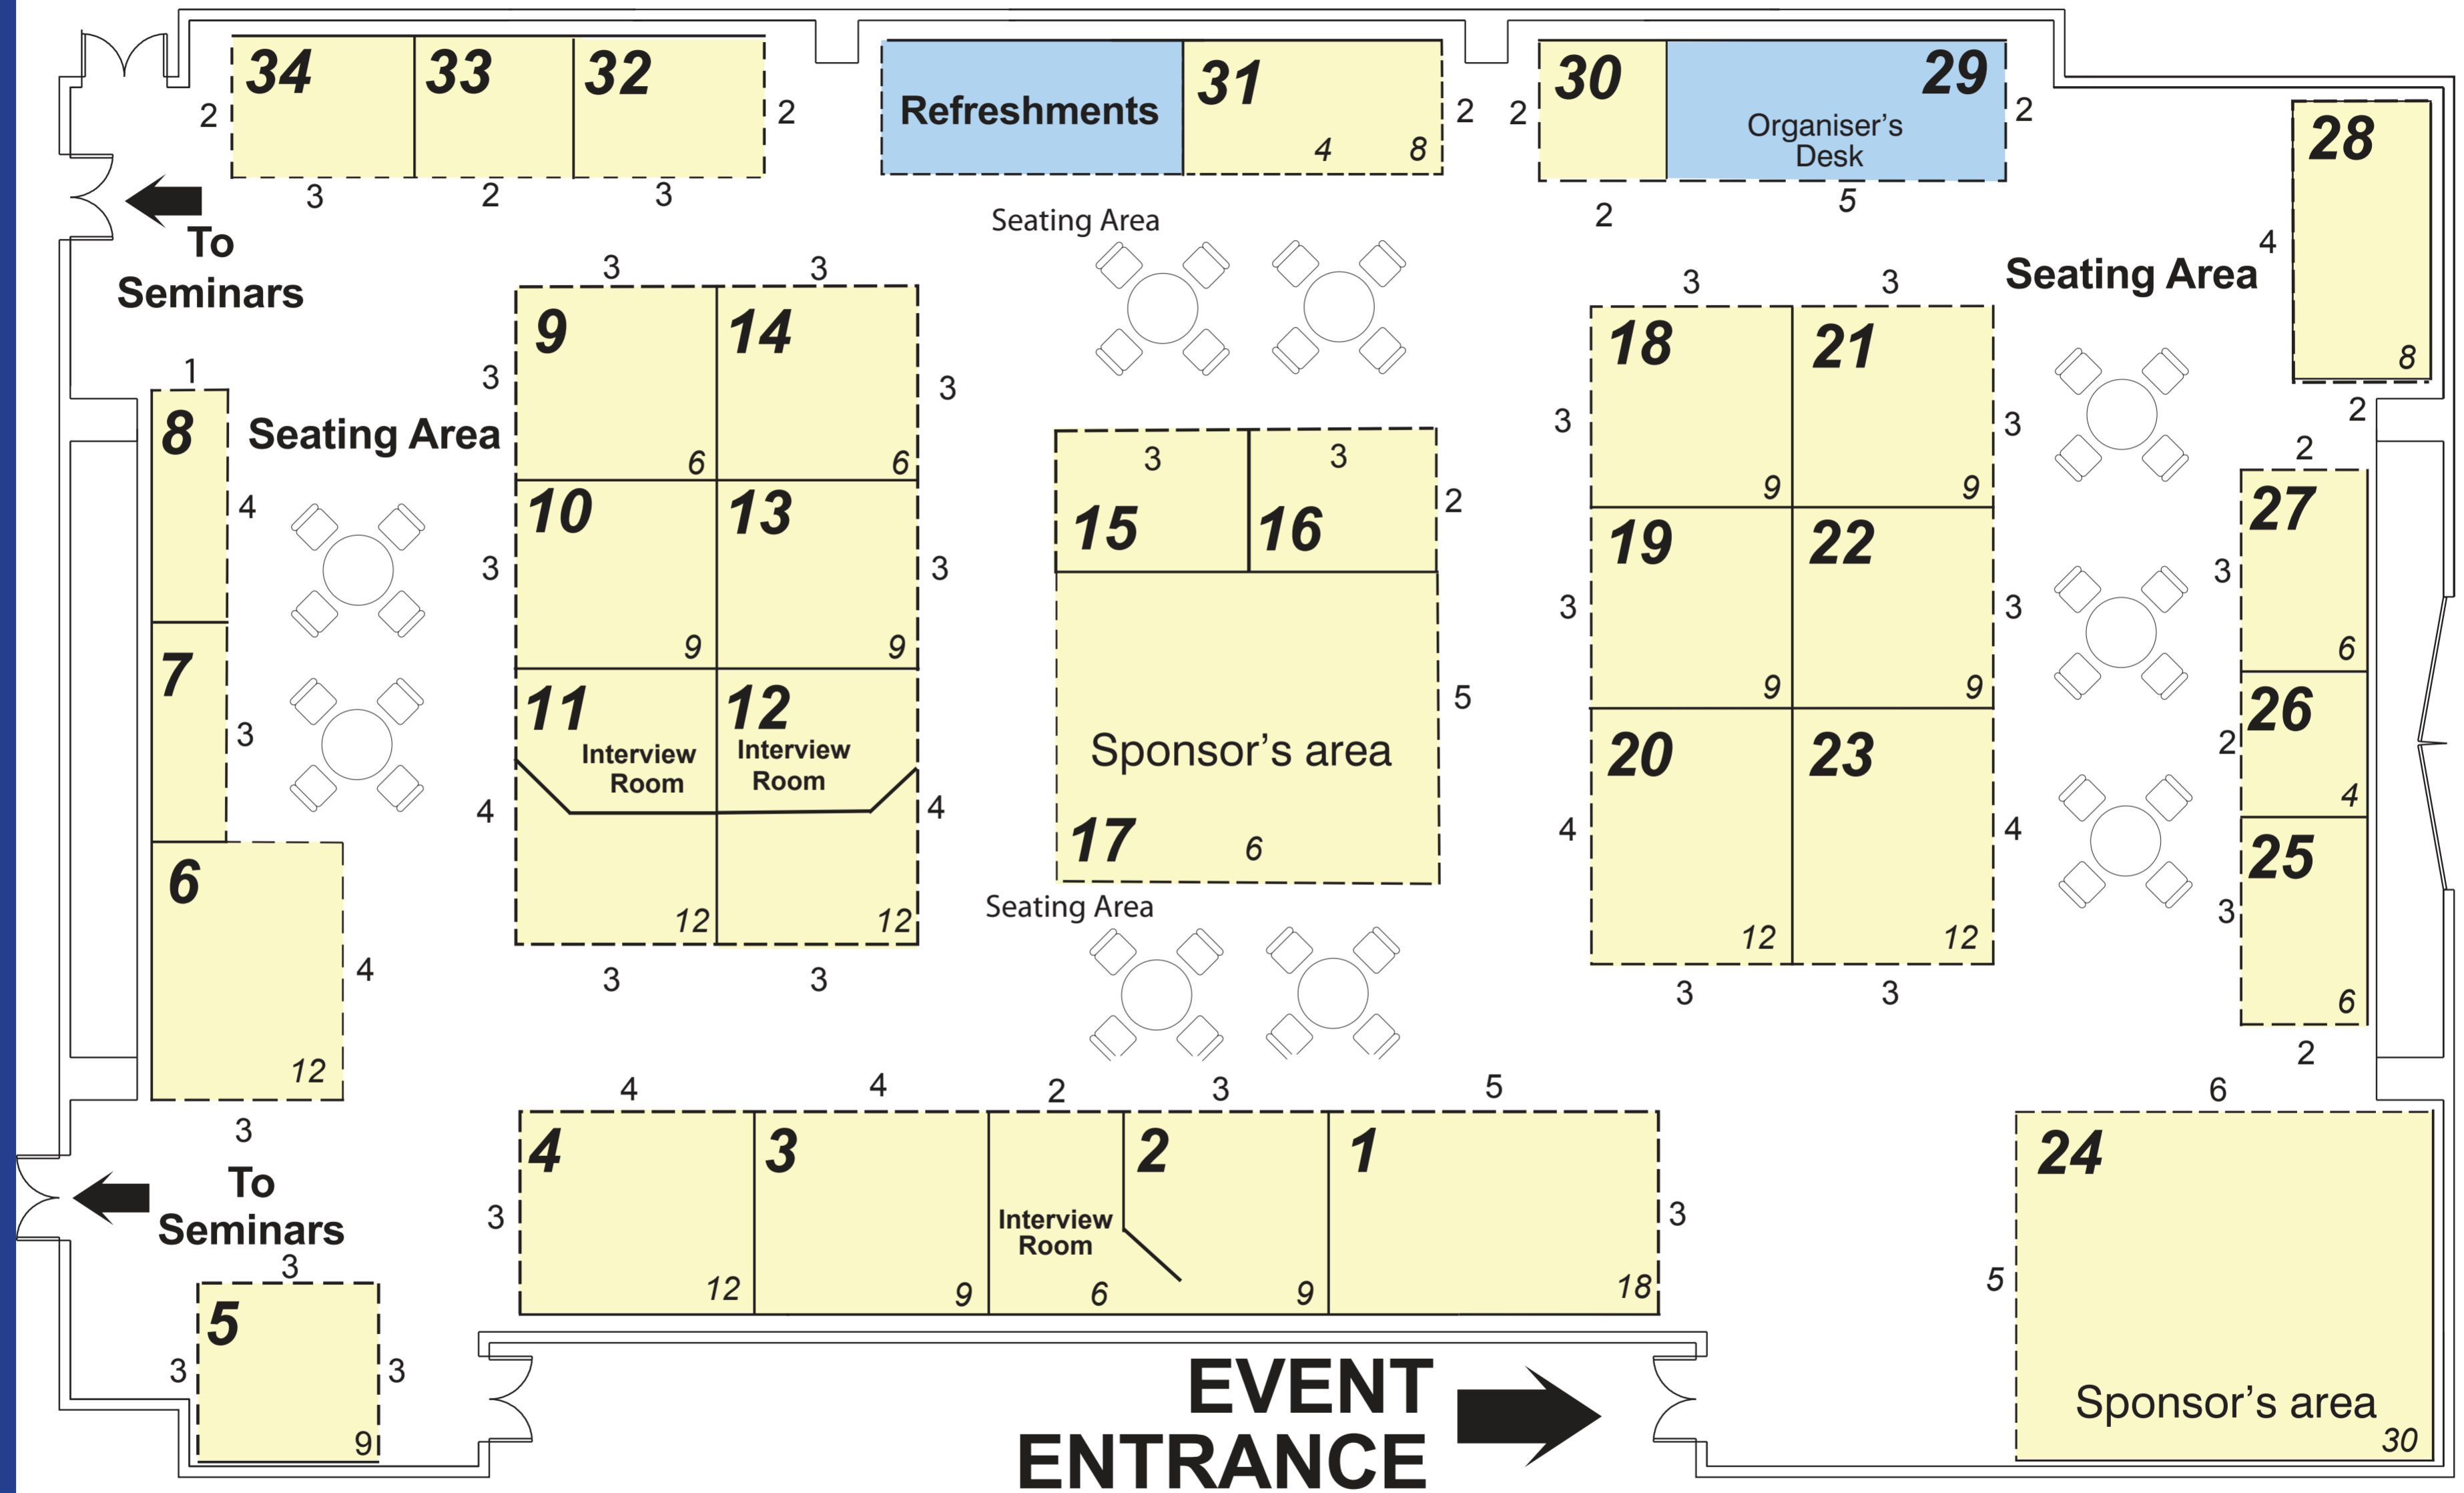 34 33 32
2 2
3 2 3
Refreshments
31
4 8
2
2
30
29
Organiser's
Desk
2
2 5
28
4
8
2
To
Seminars
Seating Area
Seating Area
1
8
4
7
3
6
4
12
3
Seating Area
3 3
9 14
3 3
6 6
10 13
3 3
9 9
11 12
Interview
Room
Interview
Room
4 4
12 12
3 3
3 3
15 16
2
Sponsor's area
5
17 6
Seating Area
3 3
18 21
3 3
9 9
19 22
3 3
9 9
20 23
4 4
12 12
3 3
2
27
3
6
26
2
4
25
3
6
2
To
Seminars
3
5
3 3
9
4 4 2 3 5
4 3 2 1
3 3
Interview
Room
12 9 6 9 18
6
24
5
Sponsor's area
30
EVENT
ENTRANCE